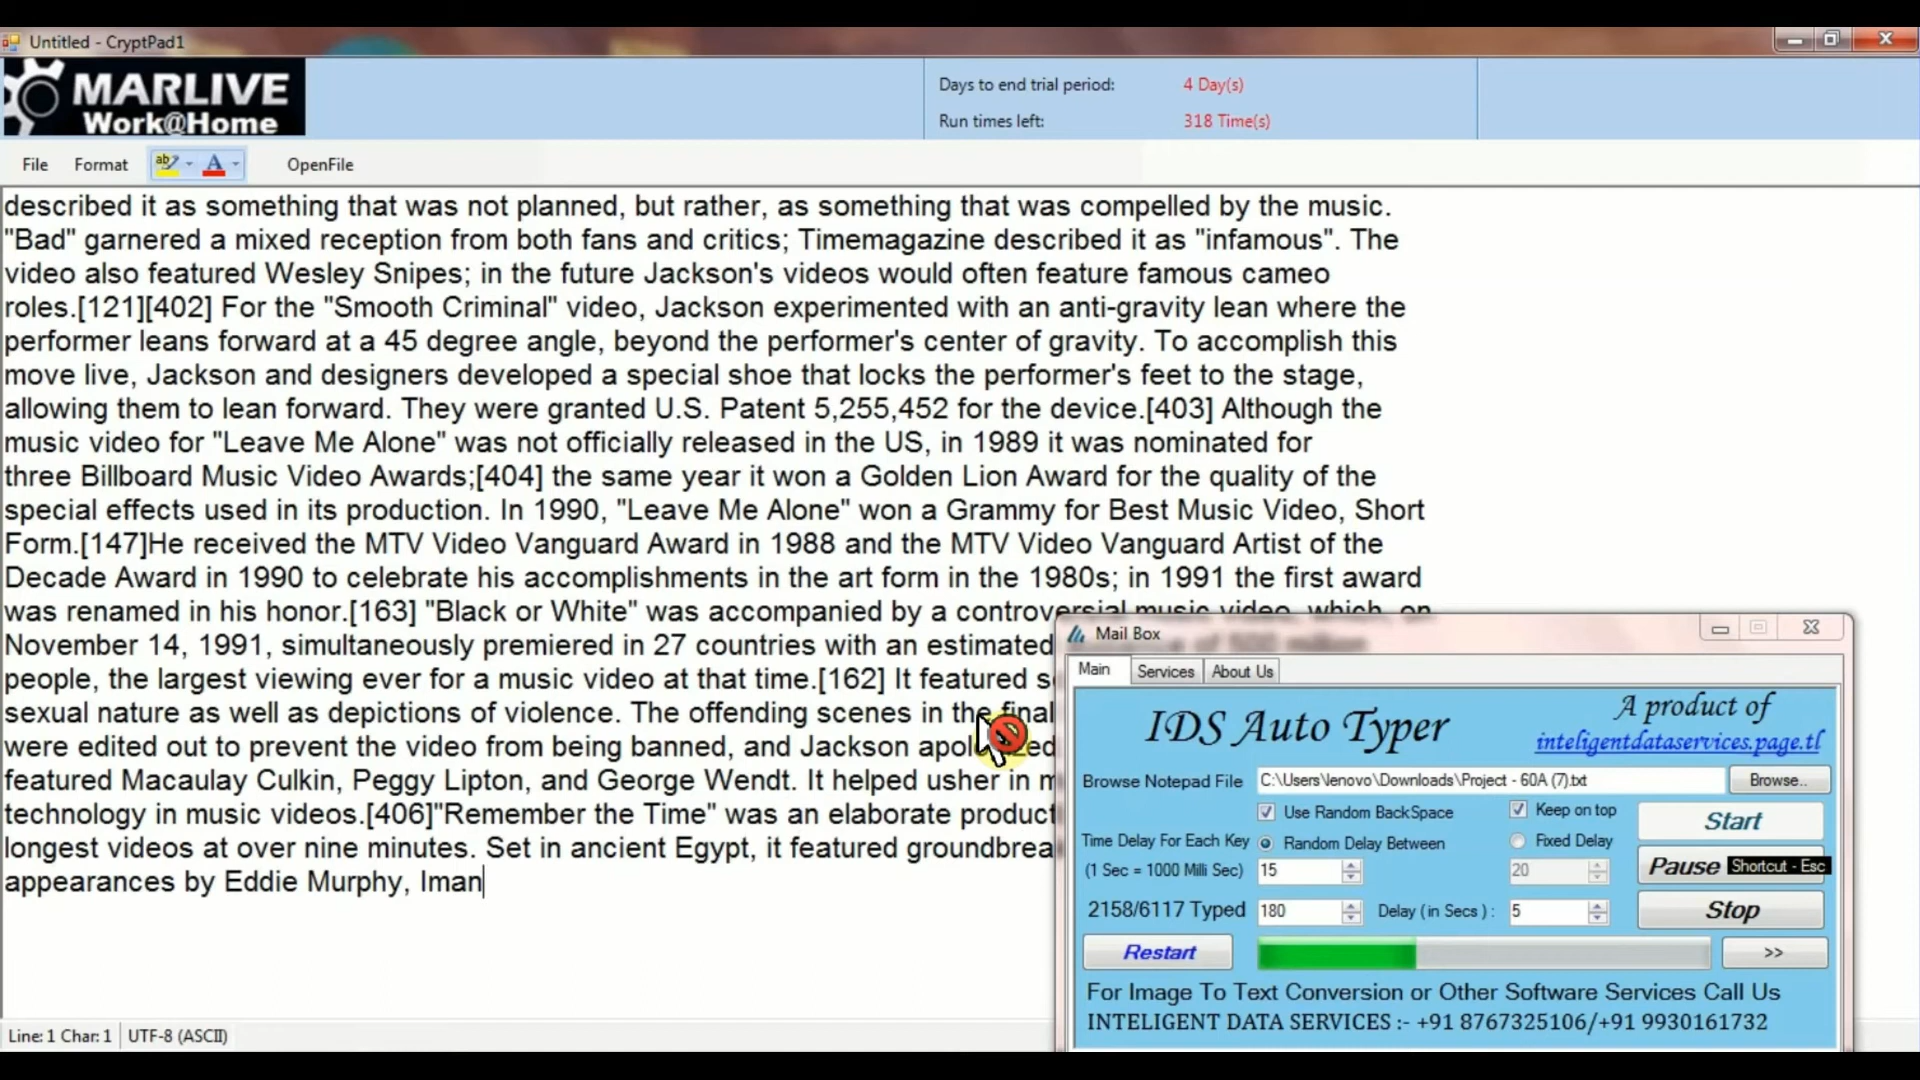 Untitled - CryptPad1
MARLIVE
Work@Home
Days to end trial period: 4 Day(s)
Run times left: 318 Time(s)
File Format OpenFile
described it as something that was not planned, but rather, as something that was compelled by the music.
"Bad" garnered a mixed reception from both fans and critics; Timemagazine described it as "infamous". The
video also featured Wesley Snipes; in the future Jackson's videos would often feature famous cameo
roles.[121][402] For the "Smooth Criminal" video, Jackson experimented with an anti-gravity lean where the
performer leans forward at a 45 degree angle, beyond the performer's center of gravity. To accomplish this
move live, Jackson and designers developed a special shoe that locks the performer's feet to the stage,
allowing them to lean forward. They were granted U.S. Patent 5,255,452 for the device.[403] Although the
music video for "Leave Me Alone" was not officially released in the US, in 1989 it was nominated for
three Billboard Music Video Awards;[404] the same year it won a Golden Lion Award for the quality of the
special effects used in its production. In 1990, "Leave Me Alone" won a Grammy for Best Music Video, Short
Form.[147]He received the MTV Video Vanguard Award in 1988 and the MTV Video Vanguard Artist of the
Decade Award in 1990 to celebrate his accomplishments in the art form in the 1980s; in 1991 the first award
was renamed in his honor.[163] "Black or White" was accompanied by a controversial music video, which, on
November 14, 1991, simultaneously premiered in 27 countries with an estimated audience of 500 million
people, the largest viewing ever for a music video at that time.[162] It featured
sexual nature as well as depictions of violence. The offending scenes in the final
were edited out to prevent the video from being banned, and Jackson apologized
featured Macaulay Culkin, Peggy Lipton, and George Wendt. It helped usher in
technology in music videos.[406]"Remember the Time" was an elaborate
longest videos at over nine minutes. Set in ancient Egypt, it featured
appearances by Eddie Murphy, Iman
Line: 1 Char: 1 UTF-8 (ASCII)
Mail Box
Main Services About Us
IDS Auto Typer
A product of
inteligentdataservices.page.tl
Browse Notepad File C:\Users\lenovo\Downloads\Project - 60A (7).txt Browse..
Use Random BackSpace Keep on top Start
Time Delay For Each Key Random Delay Between Fixed Delay
(1 Sec = 1000 Milli Sec) 15 20 Pause Shortcut - Esc
2158/6117 Typed 180 Delay (in Secs) : 5 Stop
Restart >>
For Image To Text Conversion or Other Software Services Call Us
INTELIGENT DATA SERVICES :- +91 8767325106/+91 9930161732